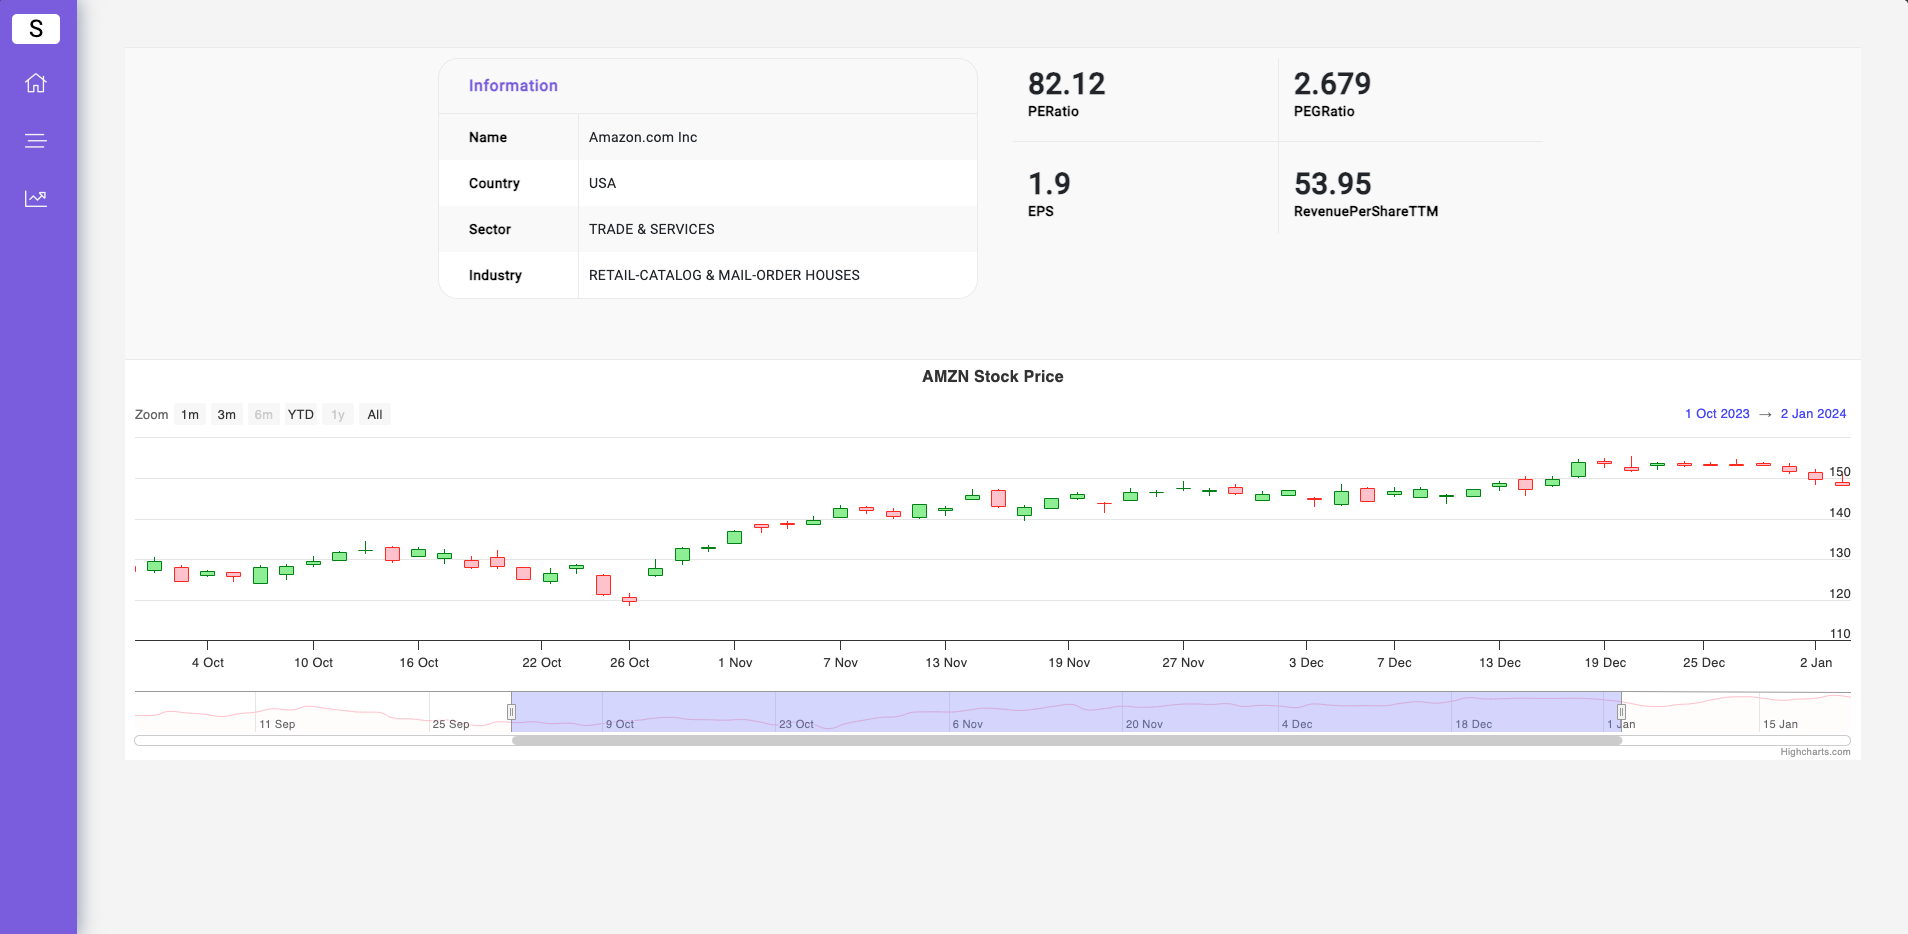 S
Information
Name Amazon.com Inc
Country USA
Sector TRADE & SERVICES
Industry RETAIL-CATALOG & MAIL-ORDER HOUSES
82.12
PERatio
2.679
PEGRatio
1.9
EPS
53.95
RevenuePerShareTTM
AMZN Stock Price
Zoom 1m 3m 6m YTD 1y All
1 Oct 2023 → 2 Jan 2024
150
140
130
120
110
4 Oct 10 Oct 16 Oct 22 Oct 26 Oct 1 Nov 7 Nov 13 Nov 19 Nov 27 Nov 3 Dec 7 Dec 13 Dec 19 Dec 25 Dec 2 Jan
11 Sep 25 Sep 9 Oct 23 Oct 6 Nov 20 Nov 4 Dec 18 Dec 1 Jan 15 Jan
Highcharts.com